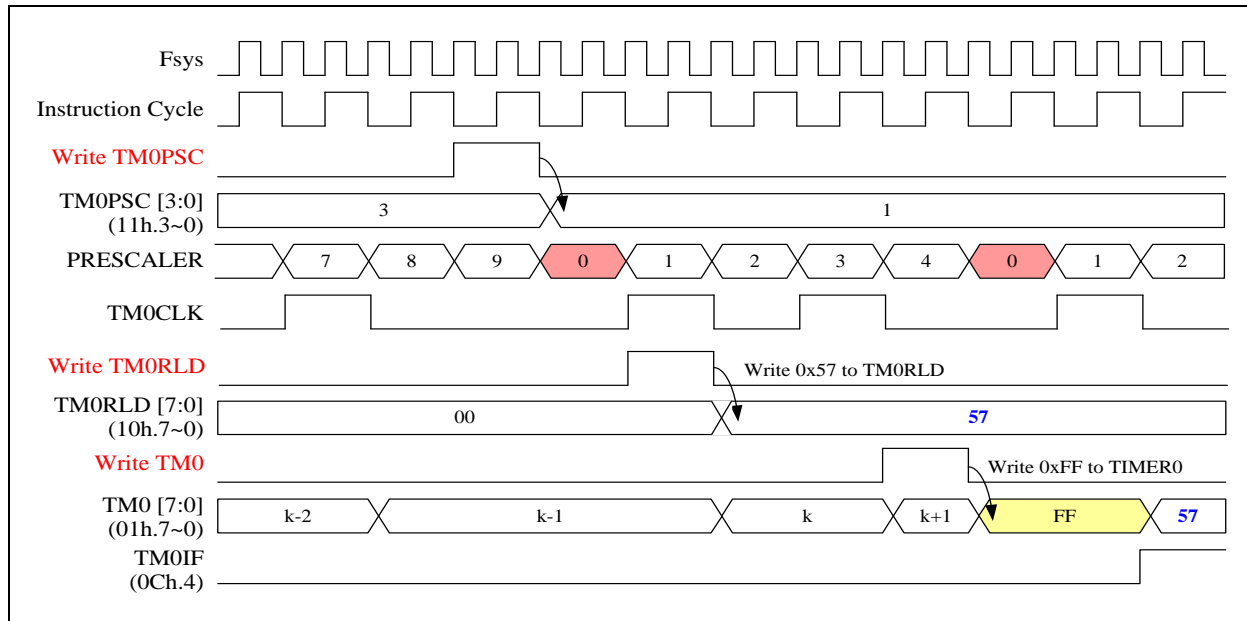 Fsys
Instruction Cycle
Write TM0PSC
TM0PSC [3:0]
(11h.3~0)
3
1
PRESCALER
7
8
9
0
1
2
3
4
0
1
2
TM0CLK
Write TM0RLD
Write 0x57 to TM0RLD
TM0RLD [7:0]
(10h.7~0)
00
57
Write TM0
Write 0xFF to TIMER0
TM0 [7:0]
(01h.7~0)
k-2
k-1
k
k+1
FF
57
TM0IF
(0Ch.4)